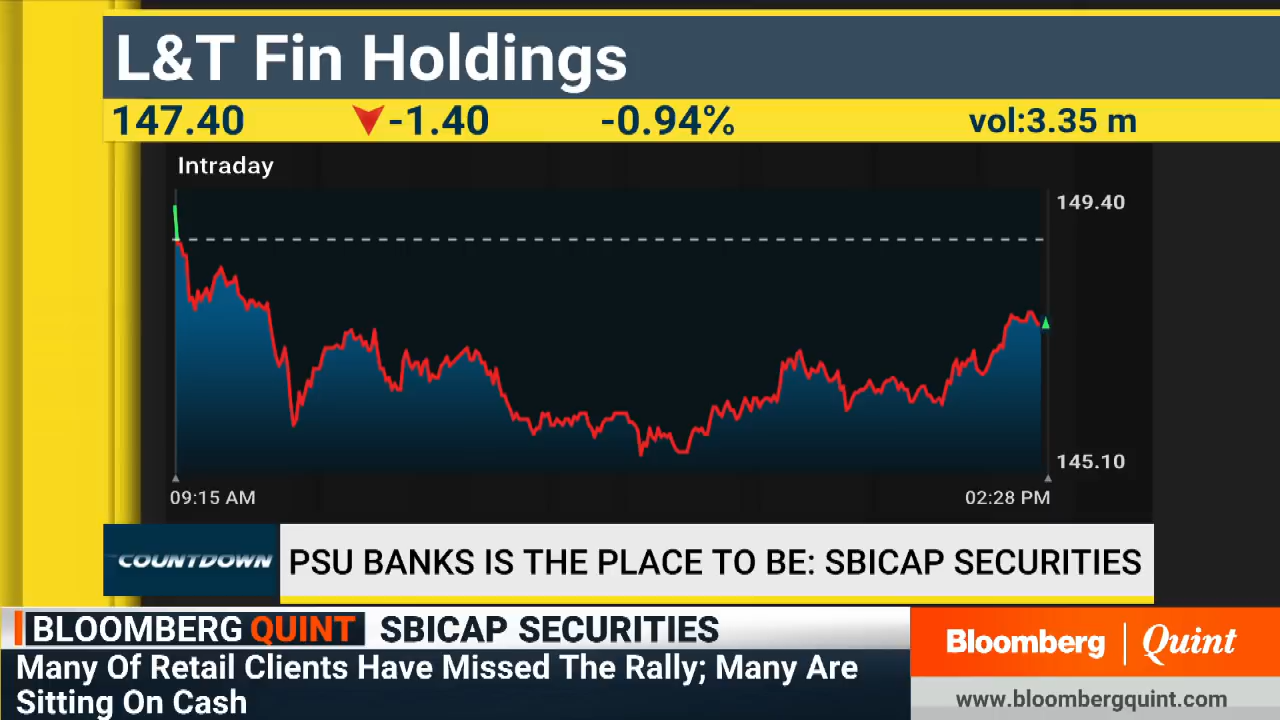 L&T Fin Holdings
147.40 -1.40 -0.94% vol:3.35 m
Intraday
149.40
145.10
09:15 AM 02:28 PM
COUNTDOWN PSU BANKS IS THE PLACE TO BE: SBICAP SECURITIES
BLOOMBERG QUINT SBICAP SECURITIES
Many Of Retail Clients Have Missed The Rally; Many Are
Sitting On Cash
Bloomberg | Quint
www.bloombergquint.com